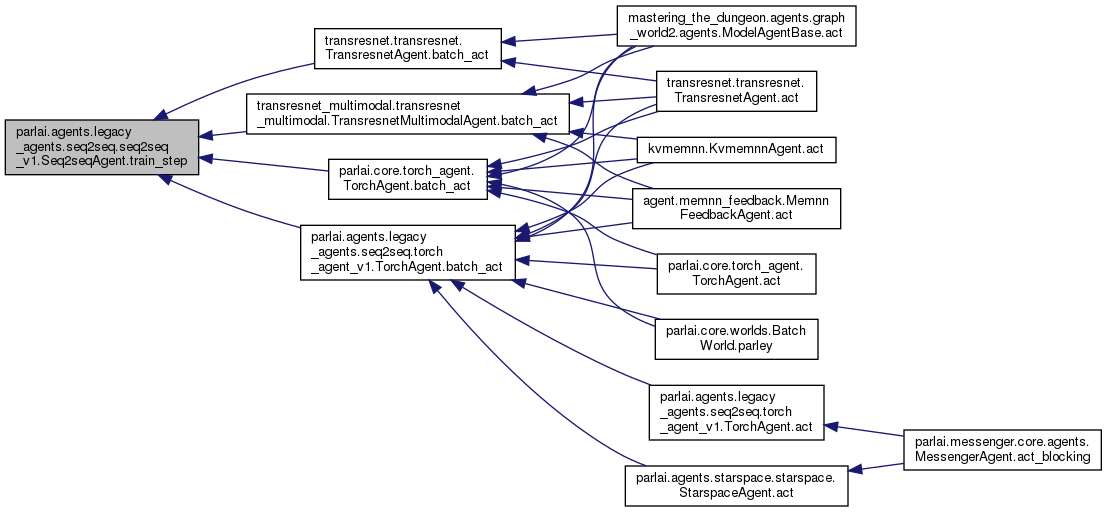 parlai.agents.legacy
_agents.seq2seq.seq2seq
_v1.Seq2seqAgent.train_step
transresnet.transresnet.
TransresnetAgent.batch_act
transresnet_multimodal.transresnet
_multimodal.TransresnetMultimodalAgent.batch_act
parlai.core.torch_agent.
TorchAgent.batch_act
parlai.agents.legacy
_agents.seq2seq.torch
_agent_v1.TorchAgent.batch_act
mastering_the_dungeon.agents.graph
_world2.agents.ModelAgentBase.act
transresnet.transresnet.
TransresnetAgent.act
kvmemnn.KvmemnnAgent.act
agent.memnn_feedback.Memnn
FeedbackAgent.act
parlai.core.torch_agent.
TorchAgent.act
parlai.core.worlds.Batch
World.parley
parlai.agents.legacy
_agents.seq2seq.torch
_agent_v1.TorchAgent.act
parlai.agents.starspace.starspace.
StarspaceAgent.act
parlai.messenger.core.agents.
MessengerAgent.act_blocking